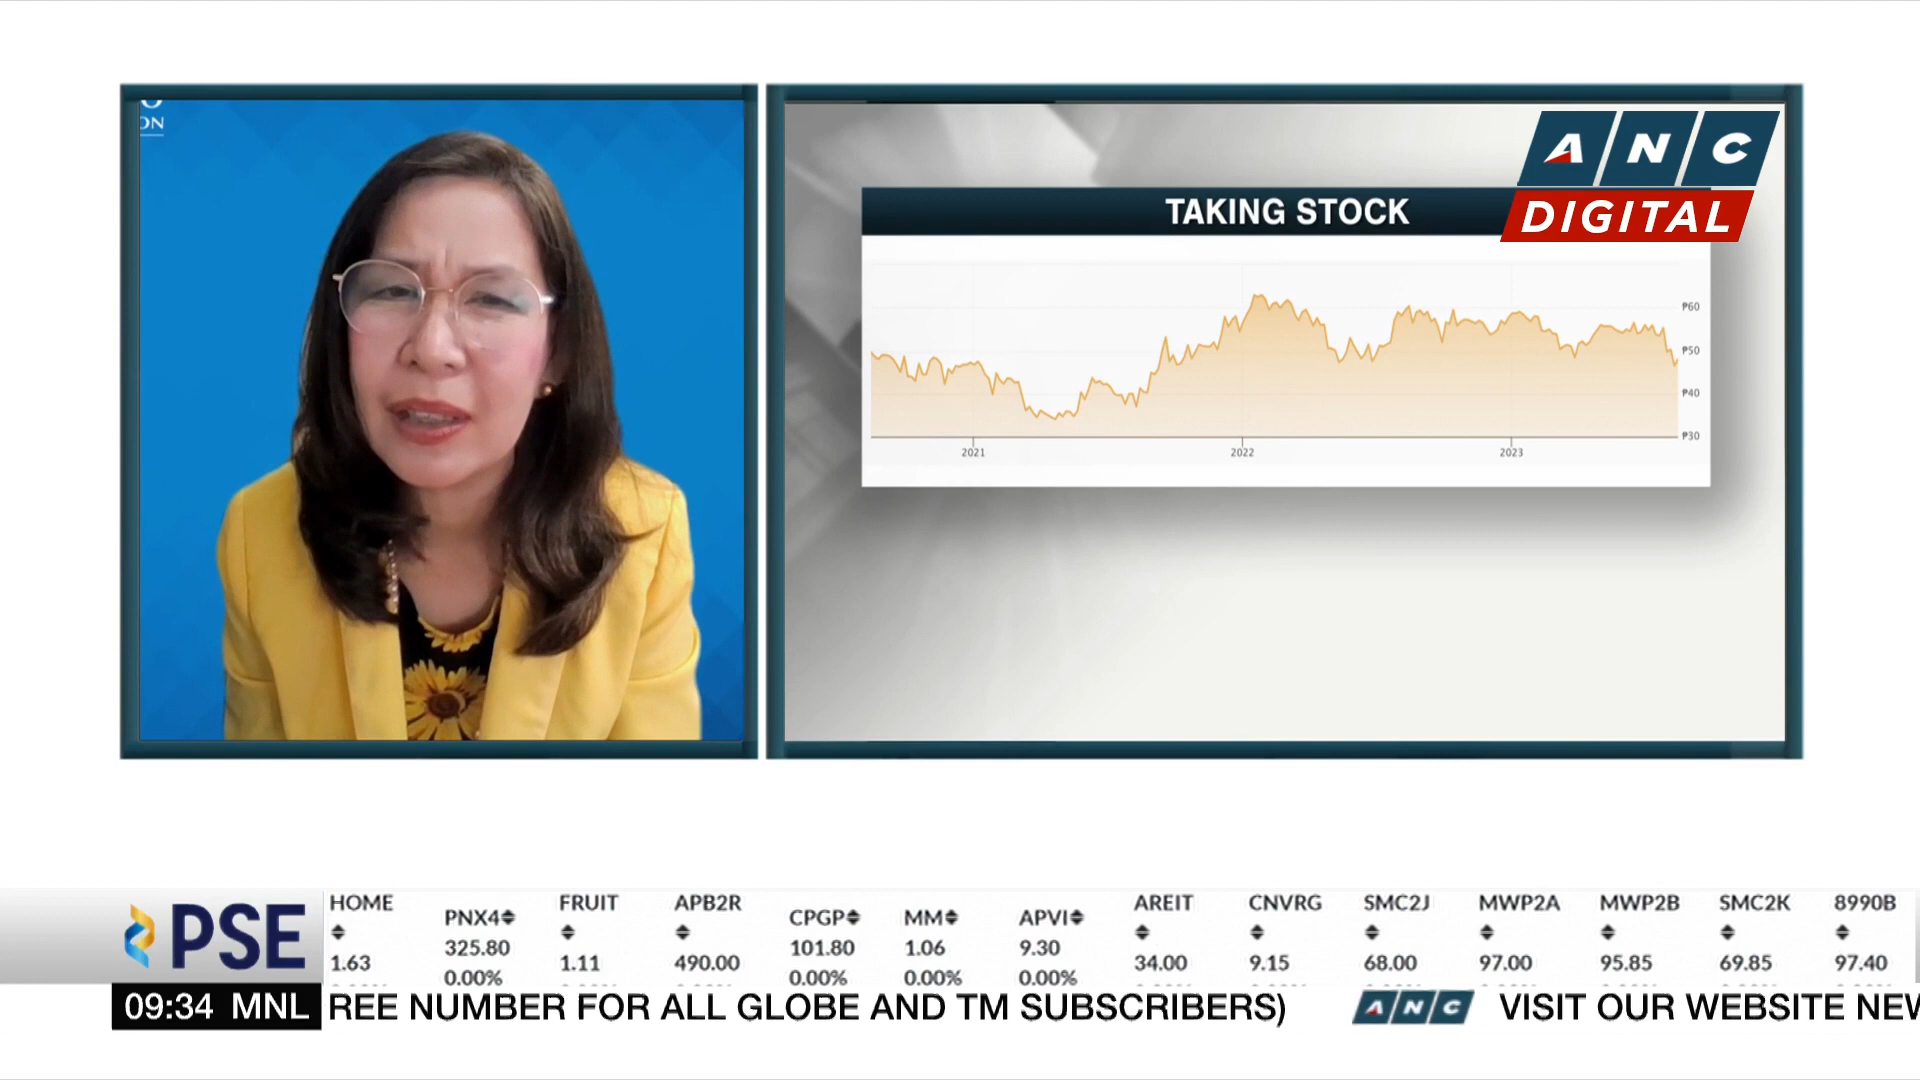 O
ON
ANC
DIGITAL
TAKING STOCK
₱60
₱50
₱40
₱30
2021 2022 2023
PSE
HOME PNX4 FRUIT APB2R CPGP MM APVI AREIT CNVRG SMC2J MWP2A MWP2B SMC2K 8990B
1.63 325.80 1.11 490.00 101.80 1.06 9.30 34.00 9.15 68.00 97.00 95.85 69.85 97.40
0.00% 0.00% 0.00% 0.00%
09:34 MNL REE NUMBER FOR ALL GLOBE AND TM SUBSCRIBERS) ANC VISIT OUR WEBSITE NEW